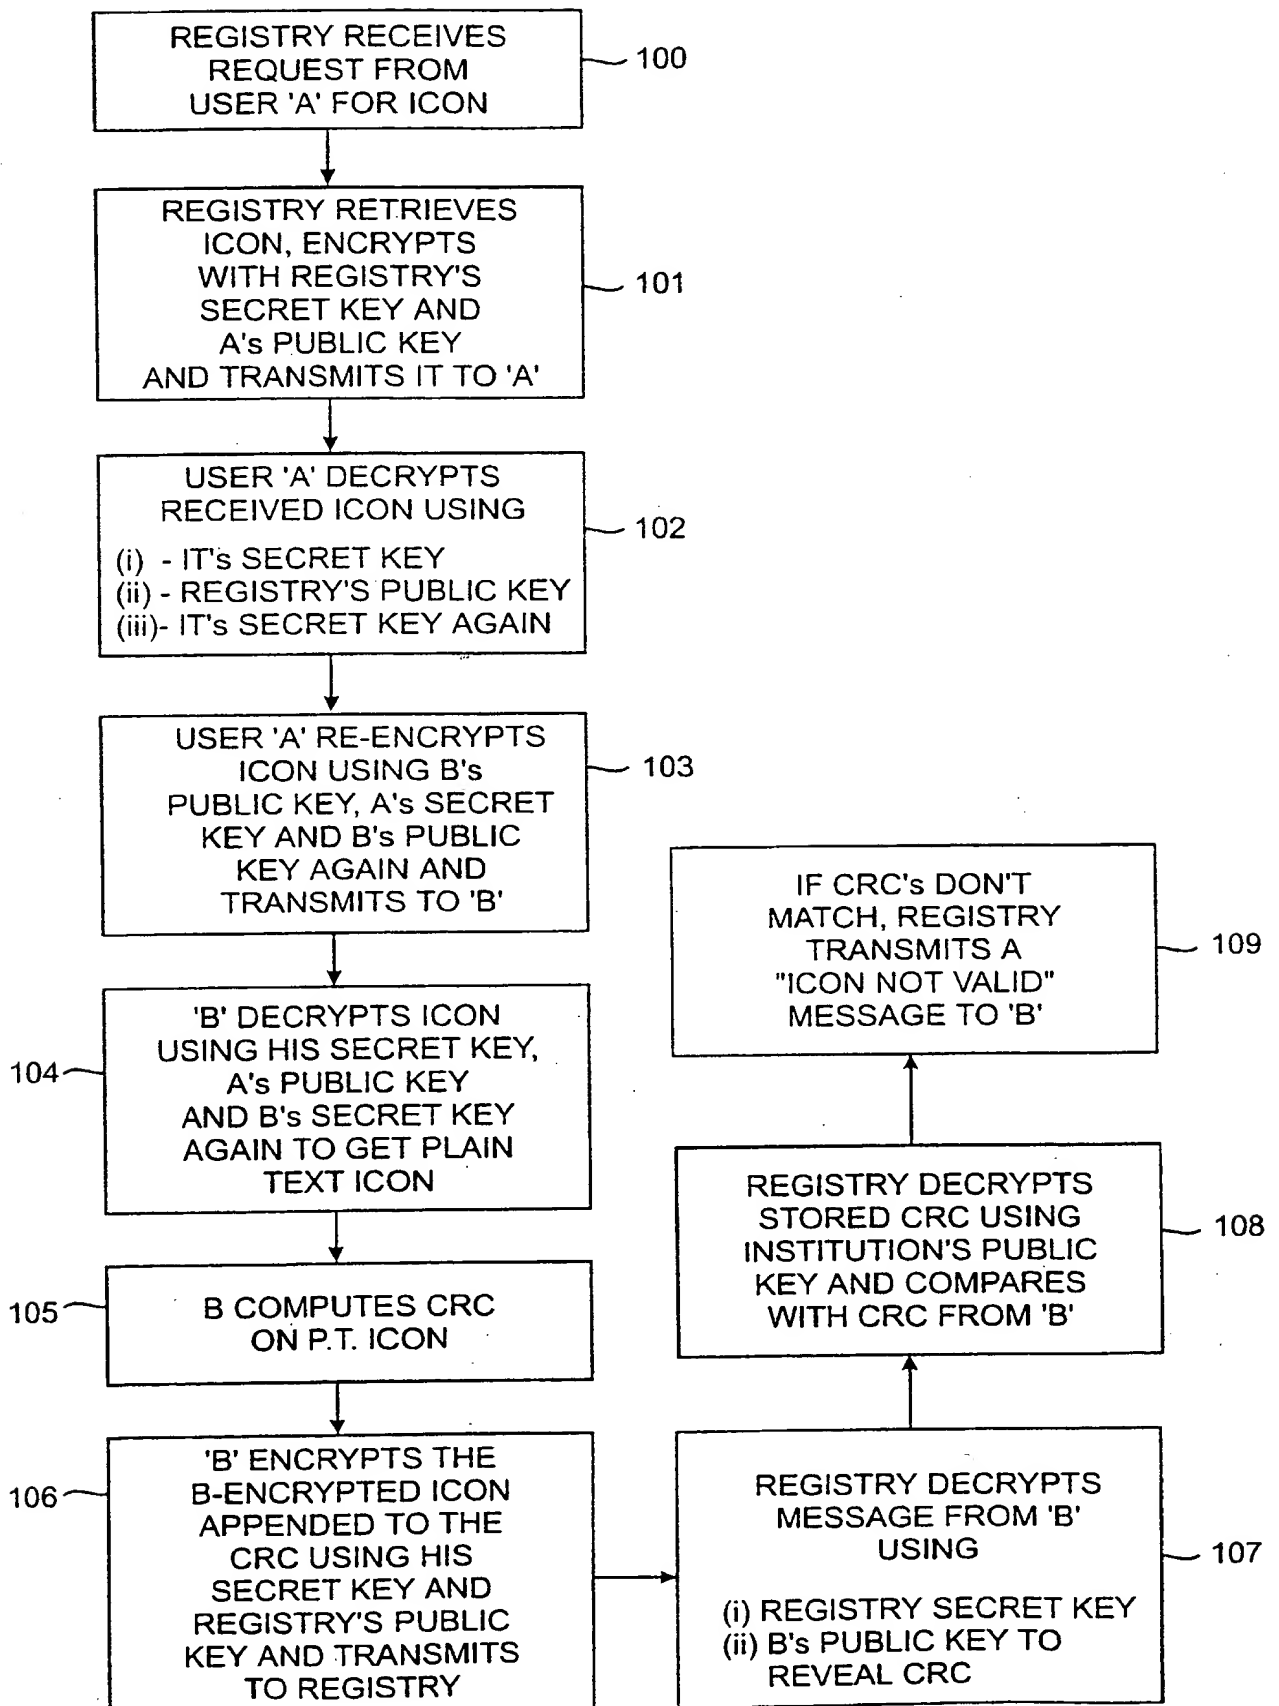 REGISTRY RECEIVES
REQUEST FROM
USER 'A' FOR ICON
100
REGISTRY RETRIEVES
ICON, ENCRYPTS
WITH REGISTRY'S
SECRET KEY AND
A's PUBLIC KEY
AND TRANSMITS IT TO 'A'
101
USER 'A' DECRYPTS
RECEIVED ICON USING
(i) - IT's SECRET KEY
(ii) - REGISTRY'S PUBLIC KEY
(iii)- IT's SECRET KEY AGAIN
102
USER 'A' RE-ENCRYPTS
ICON USING B's
PUBLIC KEY, A's SECRET
KEY AND B's PUBLIC
KEY AGAIN AND
TRANSMITS TO 'B'
103
'B' DECRYPTS ICON
USING HIS SECRET KEY,
A's PUBLIC KEY
AND B's SECRET KEY
AGAIN TO GET PLAIN
TEXT ICON
104
B COMPUTES CRC
ON P.T. ICON
105
'B' ENCRYPTS THE
B-ENCRYPTED ICON
APPENDED TO THE
CRC USING HIS
SECRET KEY AND
REGISTRY'S PUBLIC
KEY AND TRANSMITS
TO REGISTRY
106
REGISTRY DECRYPTS
MESSAGE FROM 'B'
USING
(i) REGISTRY SECRET KEY
(ii) B's PUBLIC KEY TO
REVEAL CRC
107
REGISTRY DECRYPTS
STORED CRC USING
INSTITUTION'S PUBLIC
KEY AND COMPARES
WITH CRC FROM 'B'
108
IF CRC's DON'T
MATCH, REGISTRY
TRANSMITS A
"ICON NOT VALID"
MESSAGE TO 'B'
109